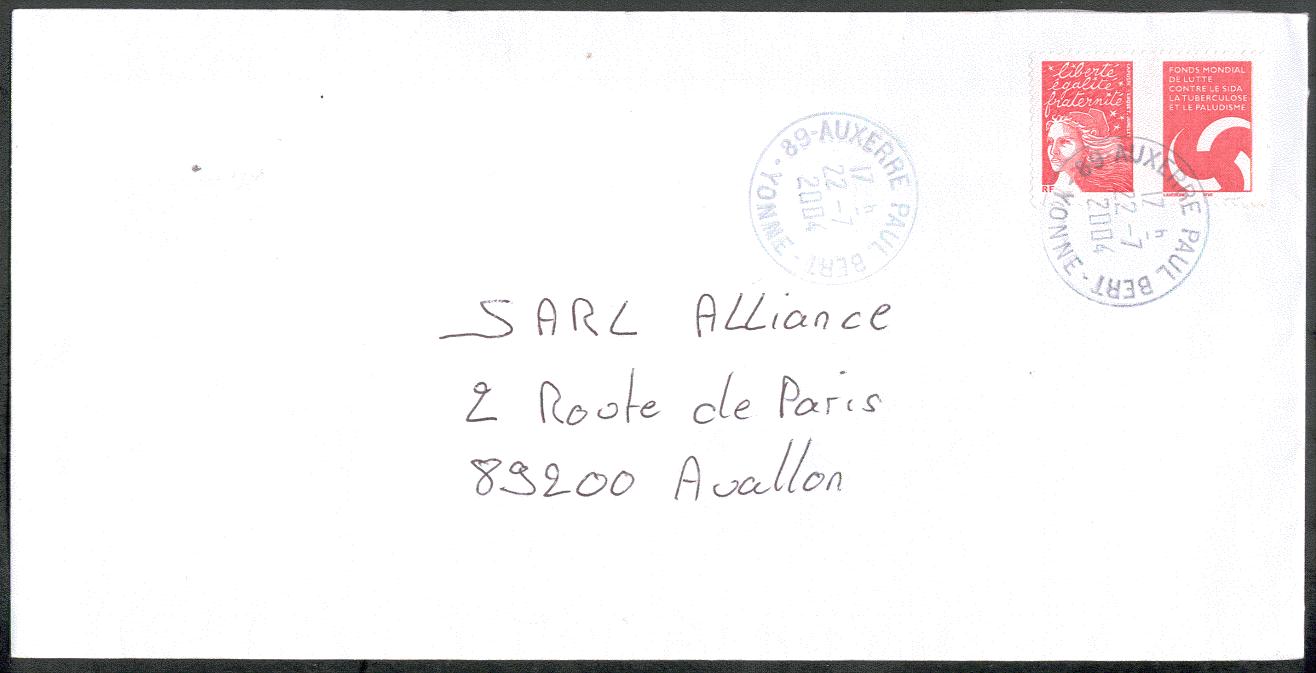 liberté
égalité
fraternité
RF
FONDS MONDIAL
DE LUTTE
CONTRE LE SIDA
LA TUBERCULOSE
ET LE PALUDISME
89-AUXERRE PAUL BERT - YONNE -
17 h
22 -7
2004
89-AUXERRE PAUL BERT - YONNE -
17 h
22 -7
2004
SARL Alliance
2 Route de Paris
89200 Avallon